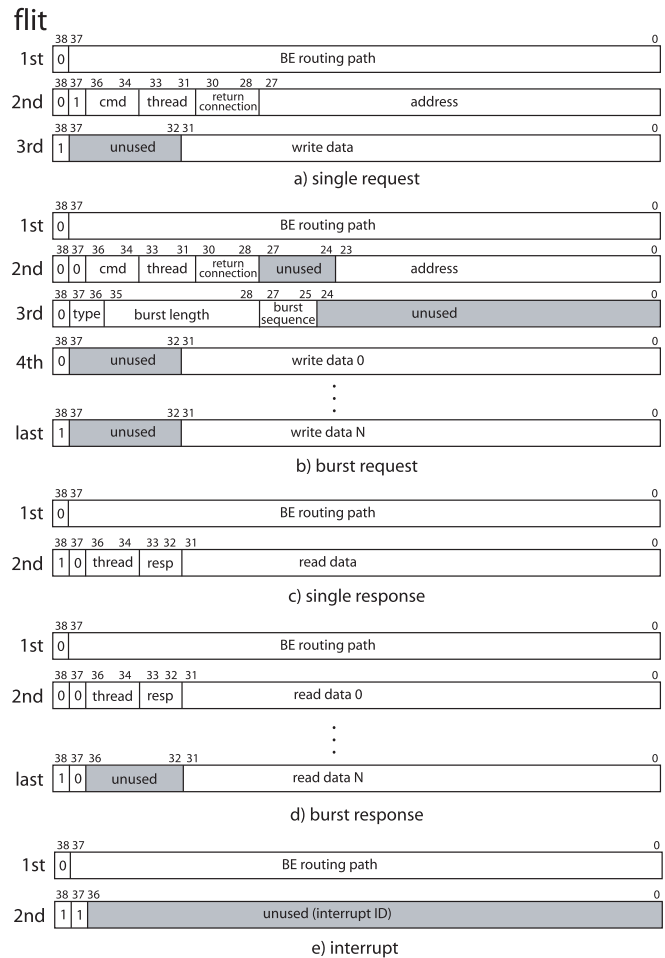 flit
38 37 0
1st 0 BE routing path
38 37 36 34 33 31 30 28 27 0
2nd 0 1 cmd thread return connection address
38 37 32 31 0
3rd 1 unused write data
a) single request
38 37 0
1st 0 BE routing path
38 37 36 34 33 31 30 28 27 24 23 0
2nd 0 0 cmd thread return connection unused address
38 37 36 35 28 27 25 24 0
3rd 0 type burst length burst sequence unused
38 37 32 31 0
4th 0 unused write data 0
38 37 32 31 0
last 1 unused write data N
b) burst request
38 37 0
1st 0 BE routing path
38 37 36 34 33 32 31 0
2nd 1 0 thread resp read data
c) single response
38 37 0
1st 0 BE routing path
38 37 36 34 33 32 31 0
2nd 0 0 thread resp read data 0
38 37 36 32 31 0
last 1 0 unused read data N
d) burst response
38 37 0
1st 0 BE routing path
38 37 36 0
2nd 1 1 unused (interrupt ID)
e) interrupt